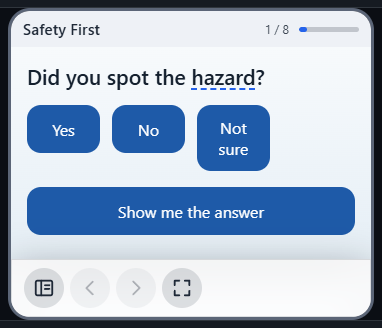 Safety First
1 / 8
Did you spot the hazard?
Yes
No
Not
sure
Show me the answer